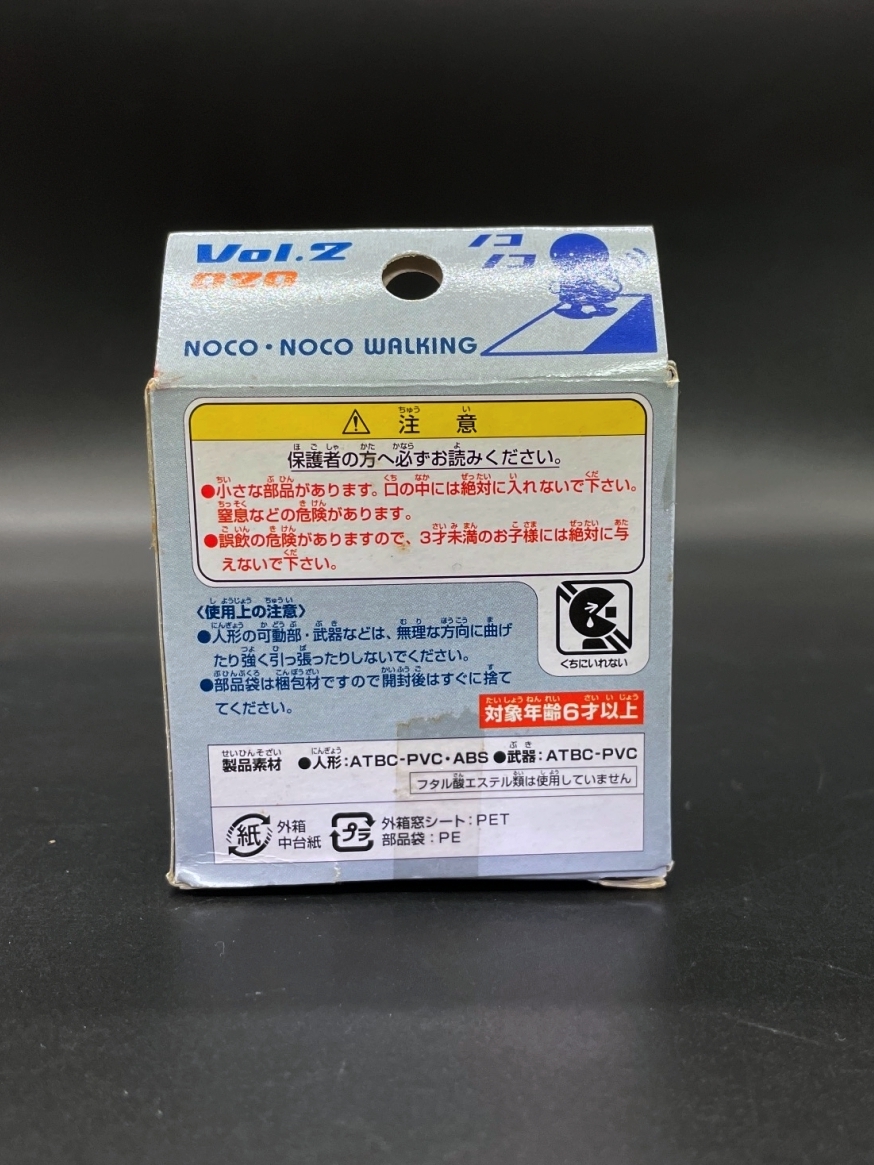 Vol.2
020
ノコ
ノコ
NOCO・NOCO WALKING
⚠ 注意
保護者の方へ必ずお読みください。
●小さな部品があります。口の中には絶対に入れないで下さい。
窒息などの危険があります。
●誤飲の危険がありますので、3才未満のお子様には絶対に与
えないで下さい。
くちにいれない
〈使用上の注意〉
●人形の可動部・武器などは、無理な方向に曲げ
たり強く引っ張ったりしないでください。
●部品袋は梱包材ですので開封後はすぐに捨て
てください。
対象年齢6才以上
製品素材 ●人形:ATBC-PVC・ABS ●武器:ATBC-PVC
フタル酸エステル類は使用していません
紙 外箱
中台紙
プラ 外箱窓シート:PET
部品袋:PE